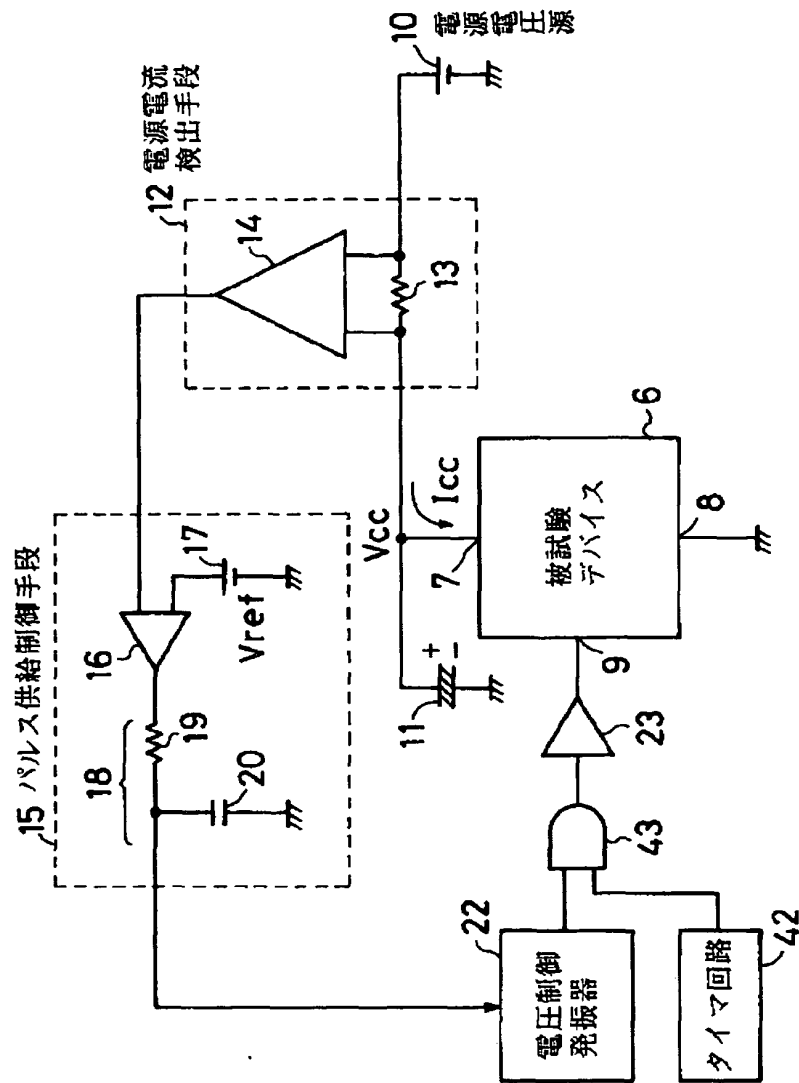 15 パルス供給制御手段
18
19
20
16
17
Vref
12 電源電流
検出手段
14
13
10
電源
電圧源
Vcc
Icc
11
+
-
7
6
被試験
デバイス
8
9
23
43
22
電圧制御
発振器
タイマ回路
42